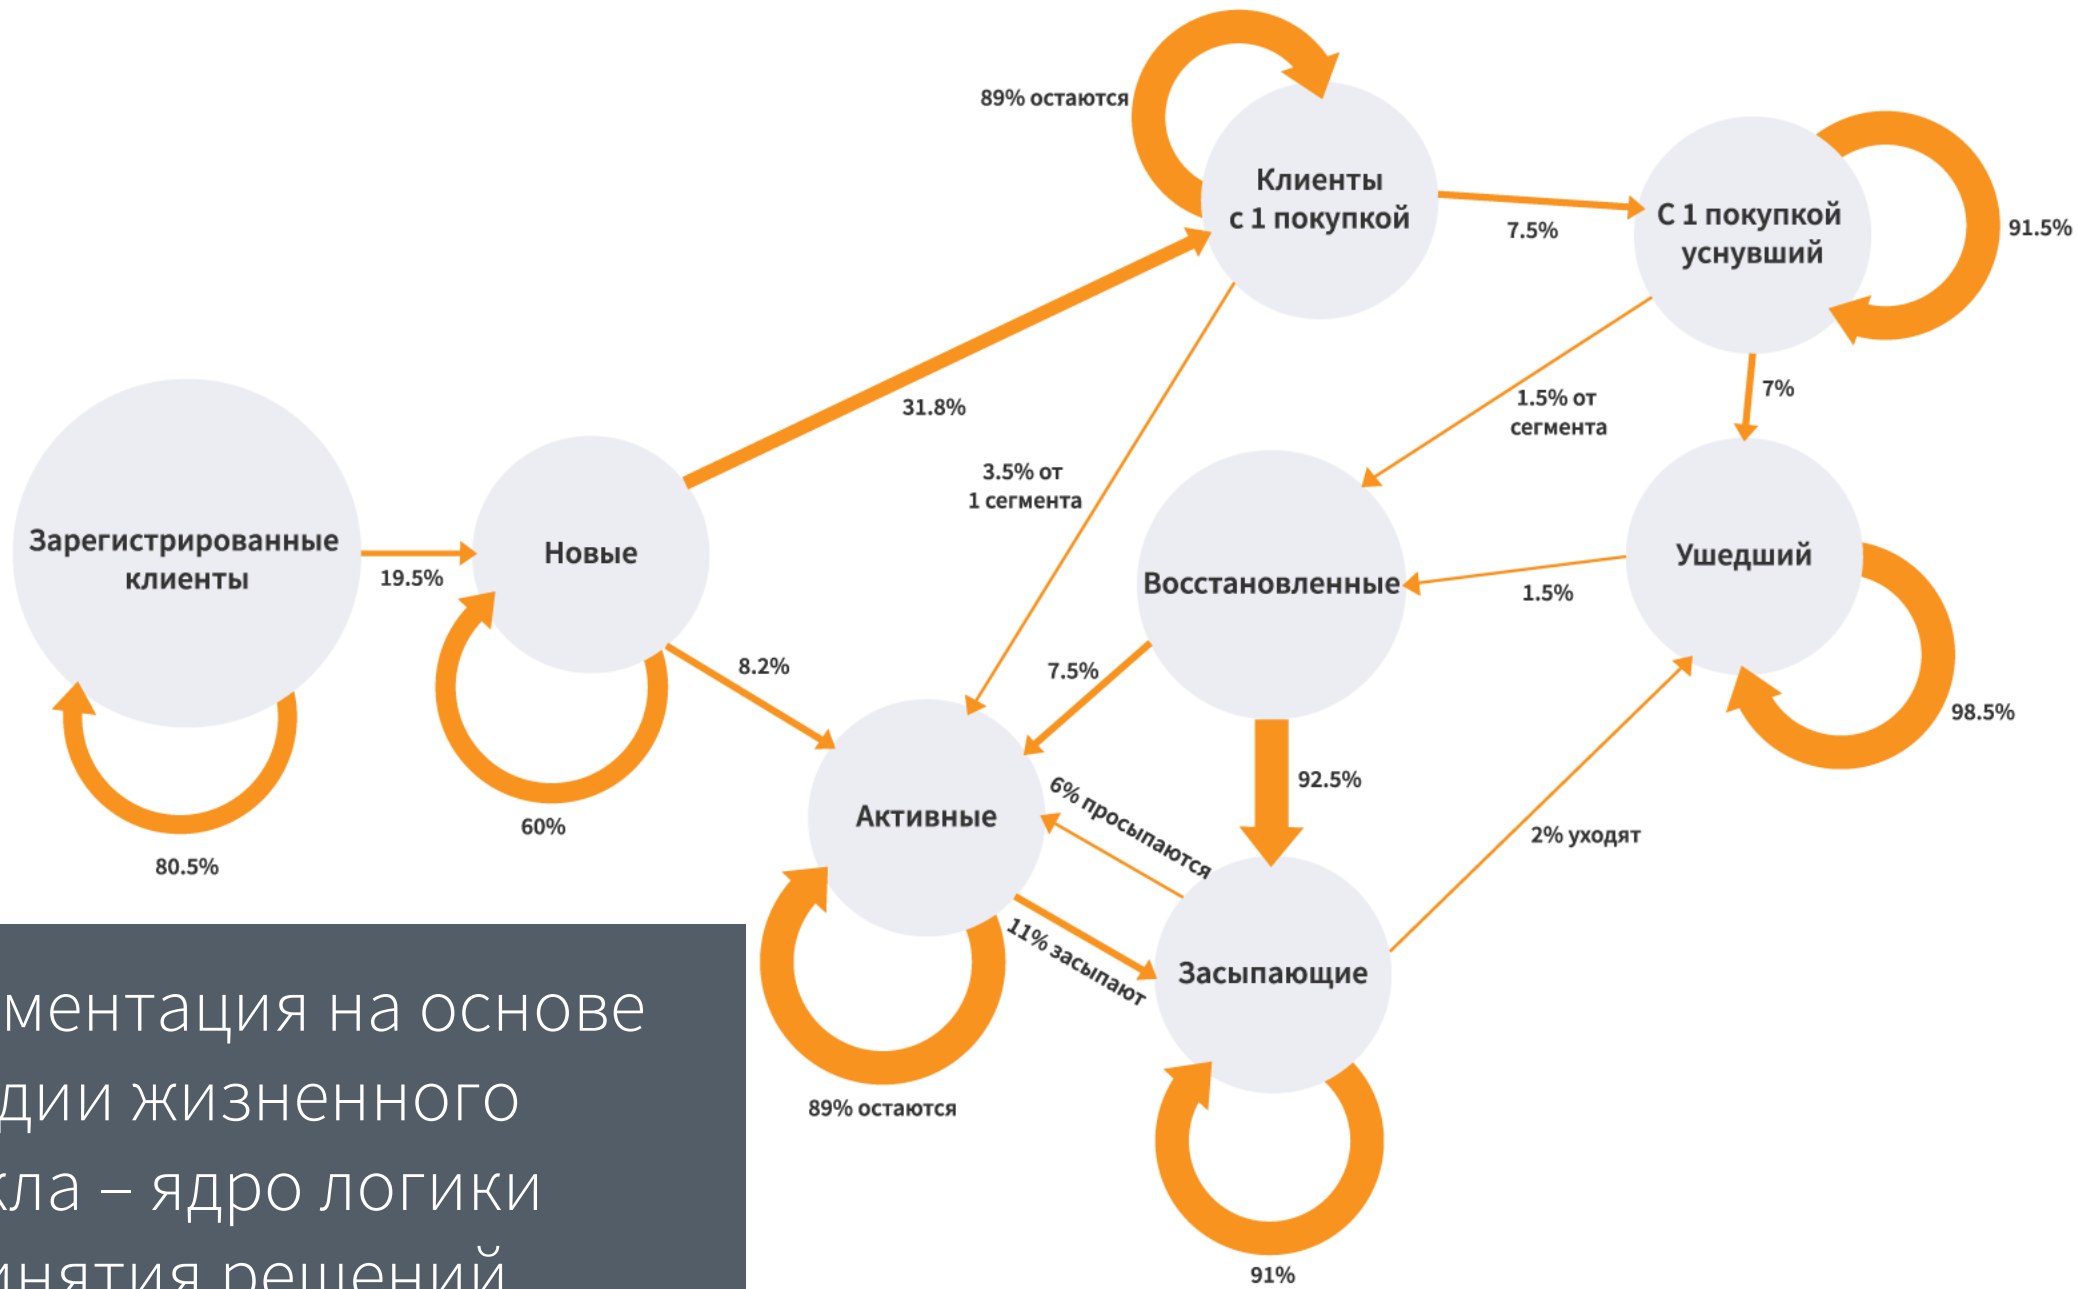 89% остаются
Клиенты
с 1 покупкой
7.5%
С 1 покупкой
уснувший
91.5%
31.8%
3.5% от
1 сегмента
1.5% от
сегмента
7%
Зарегистрированные
клиенты
19.5%
80.5%
Новые
60%
8.2%
Восстановленные
1.5%
Ушедший
98.5%
7.5%
92.5%
Активные
6% просыпаются
11% засыпают
89% остаются
Засыпающие
2% уходят
91%
ментация на основе
дии жизненного
кла – ядро логики
инятия решений